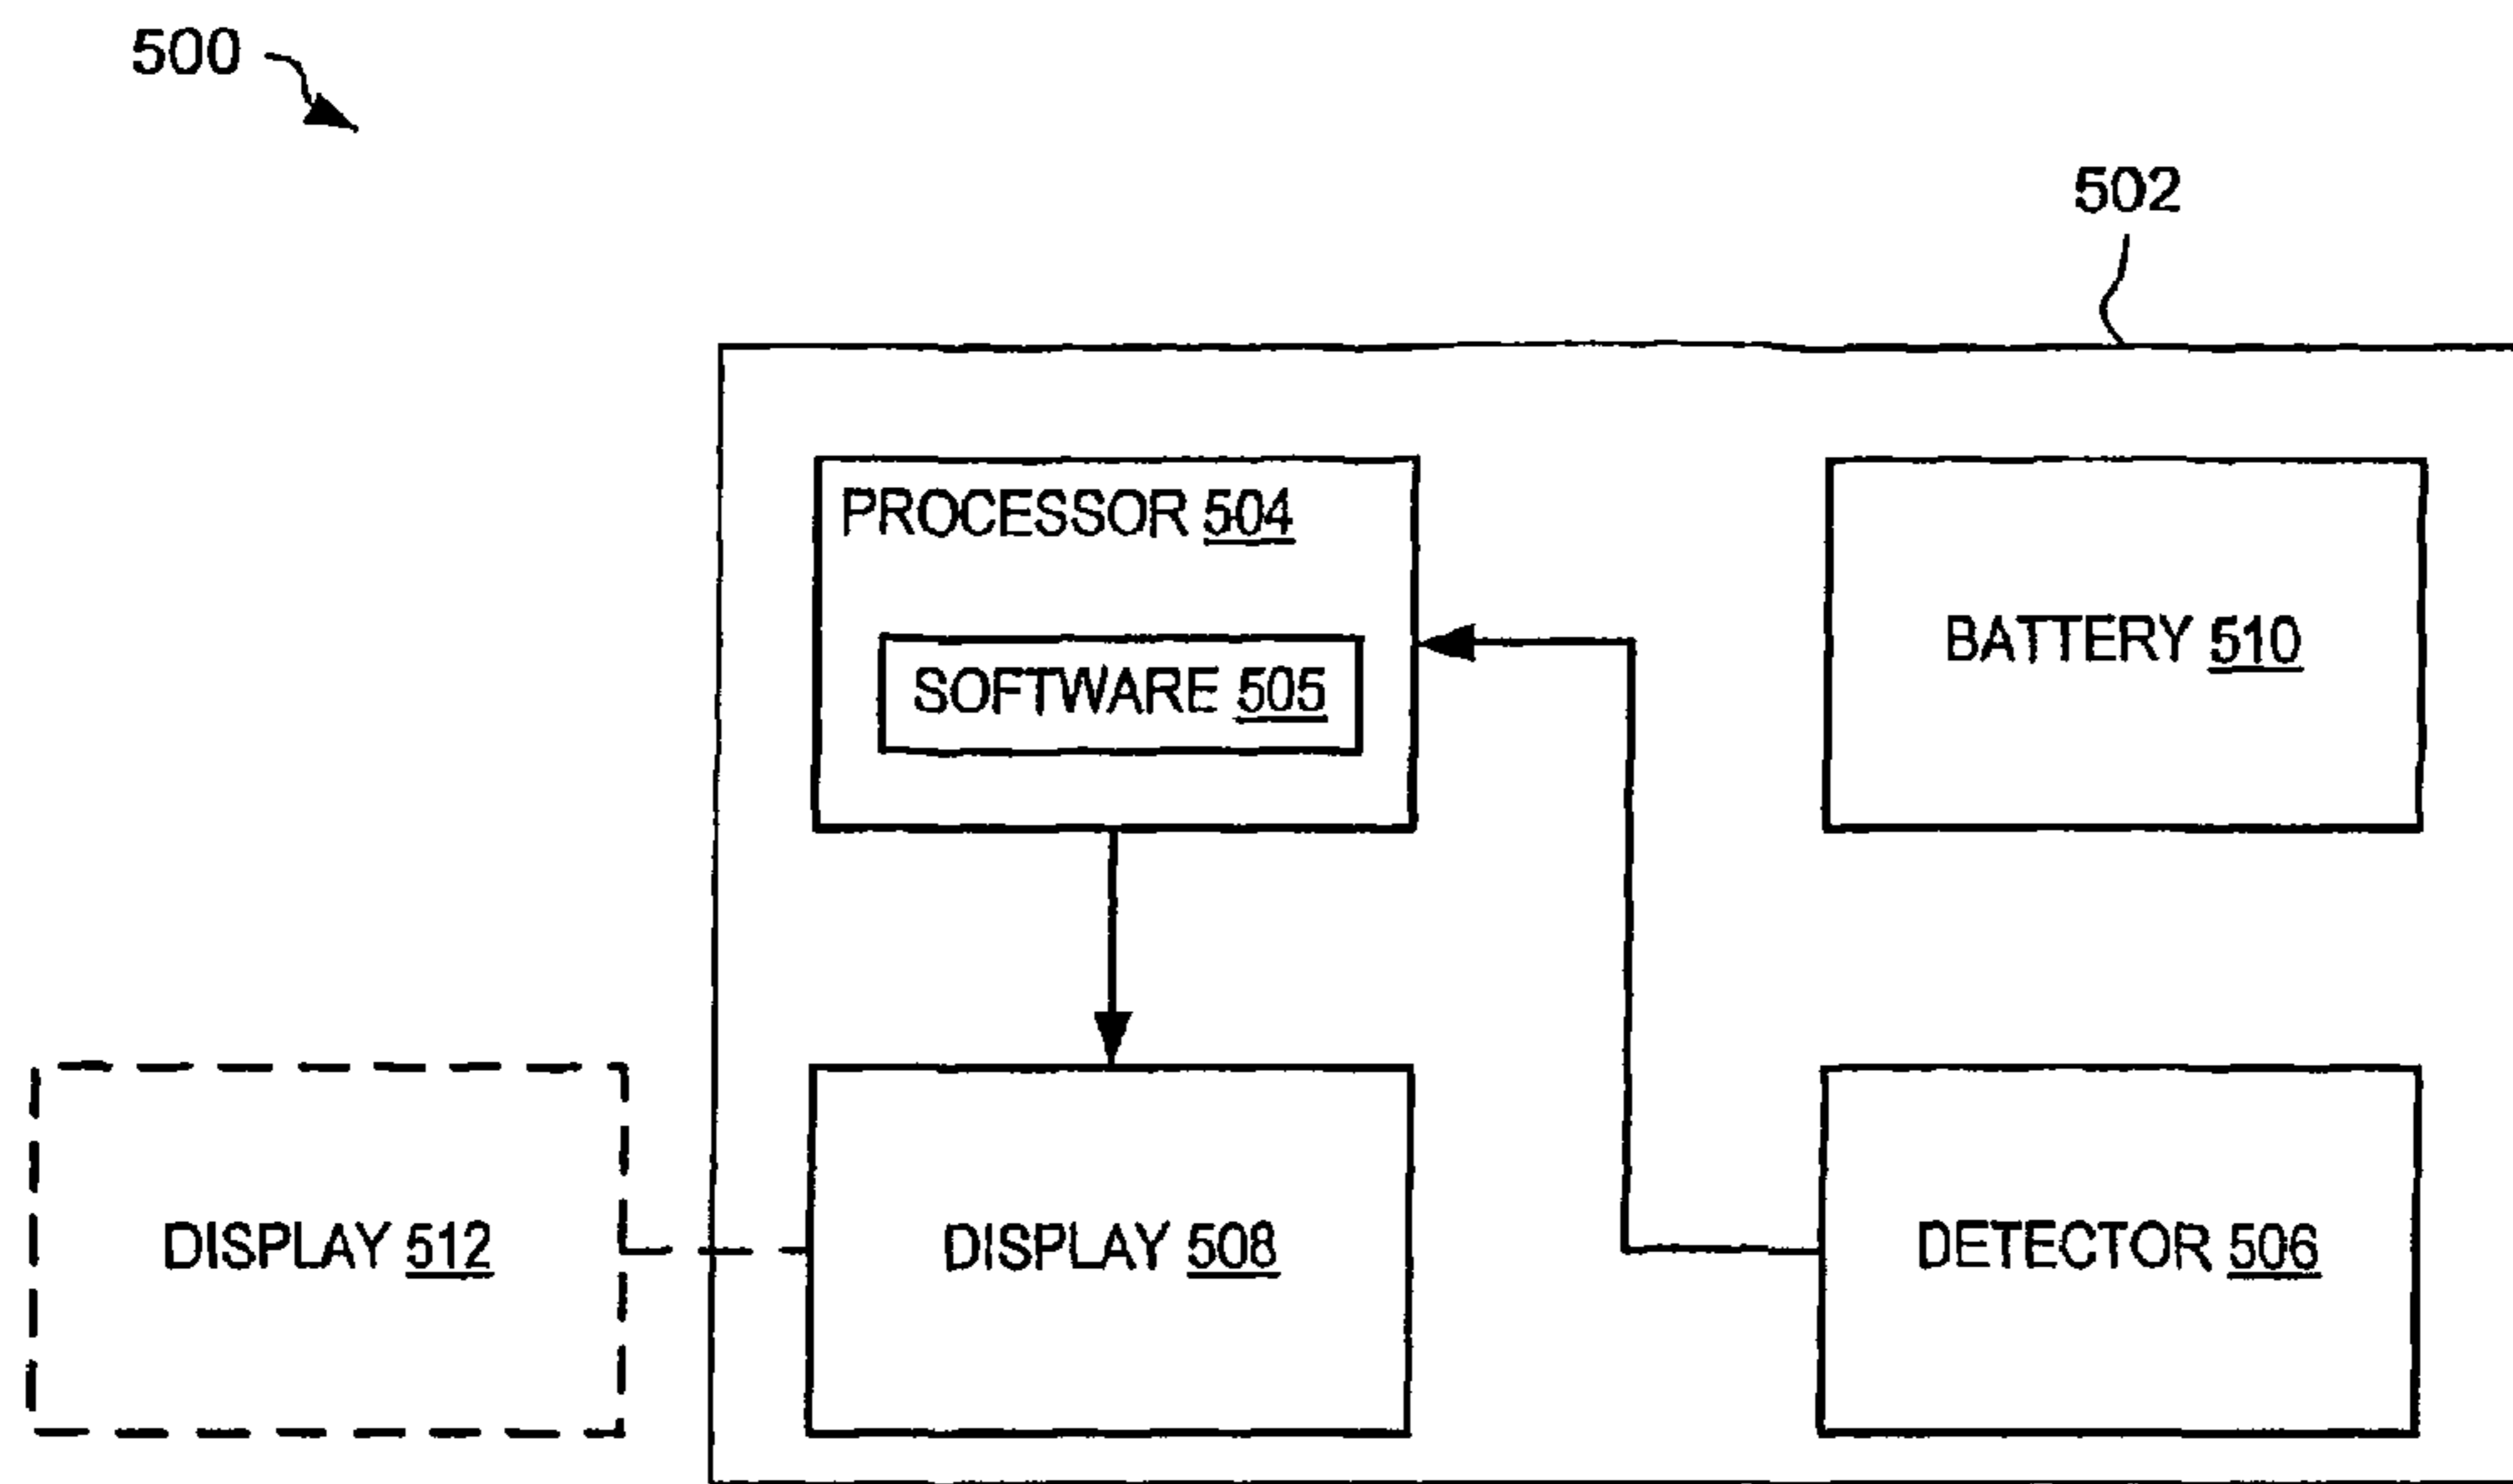 500
502
PROCESSOR 504
SOFTWARE 505
BATTERY 510
DISPLAY 512
DISPLAY 508
DETECTOR 506